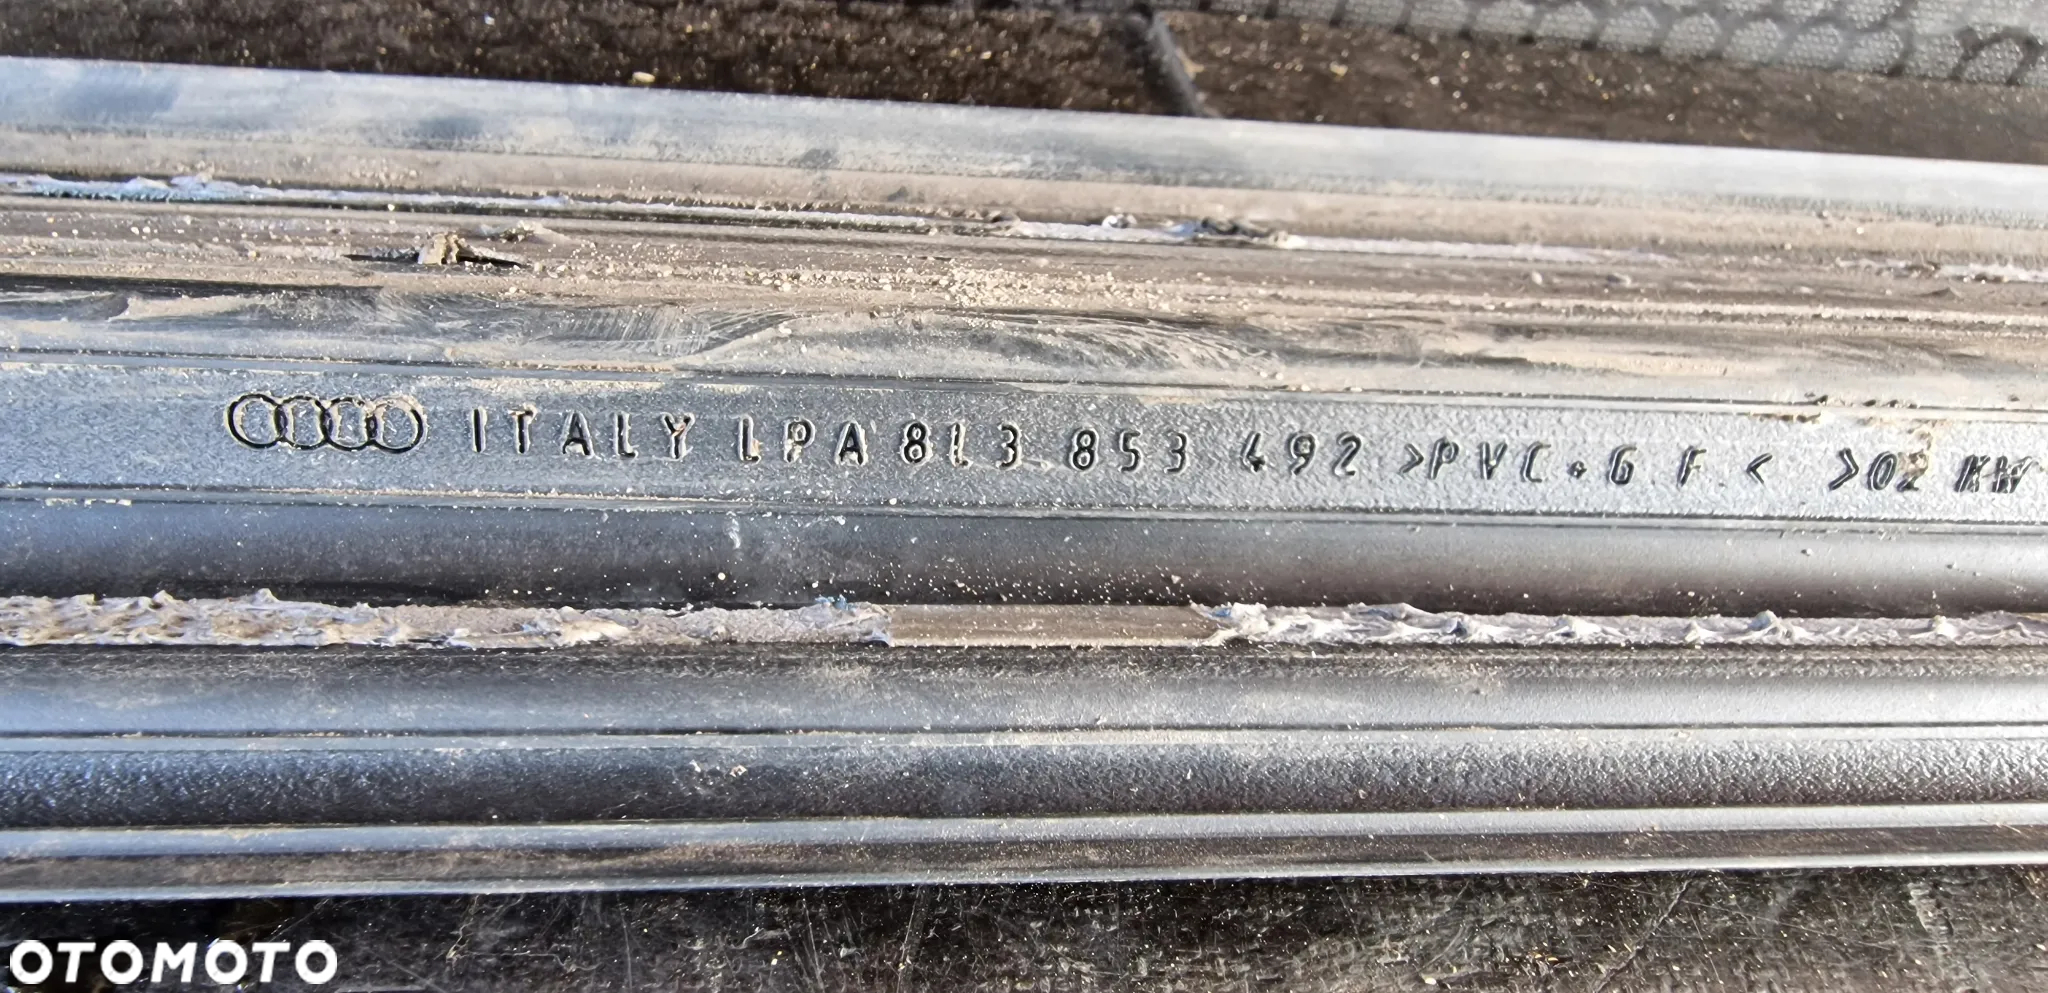 ITALY LPA 8L3 853 492 >PVC+GF< >02 KW
OTOMOTO